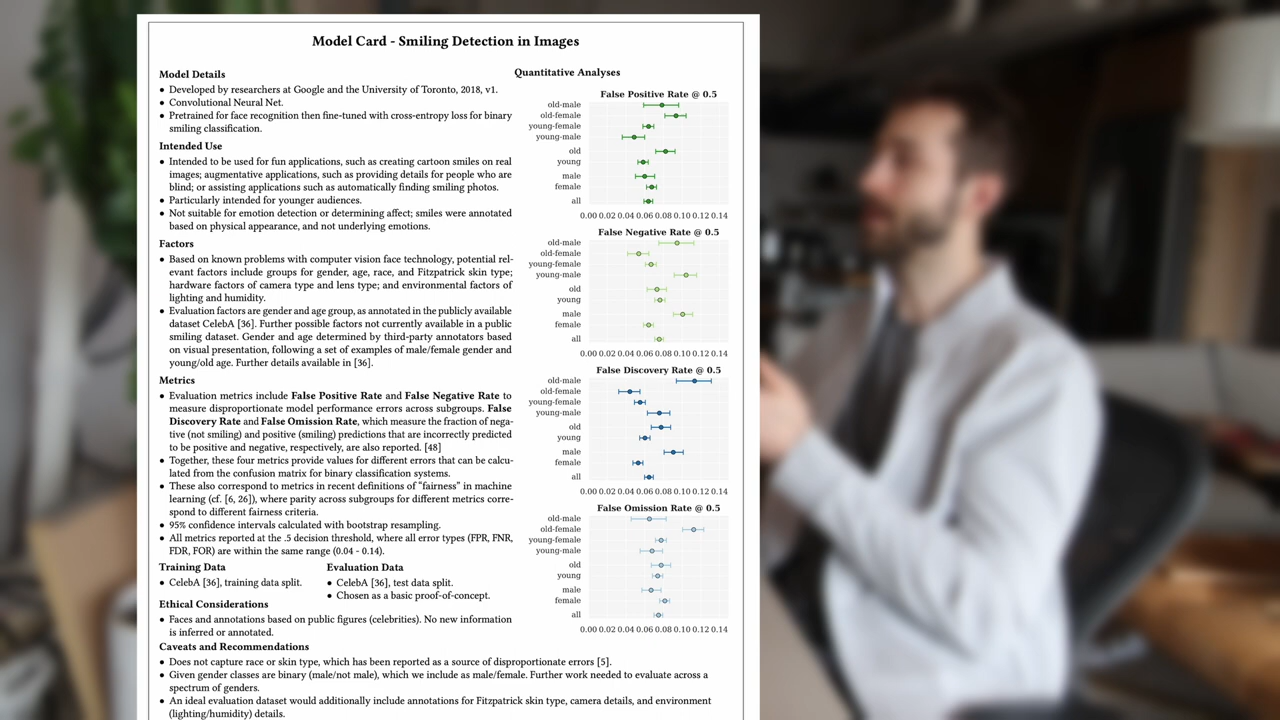 Model Card - Smiling Detection in Images
Model Details
• Developed by researchers at Google and the University of Toronto, 2018, v1.
• Convolutional Neural Net.
• Pretrained for face recognition then fine-tuned with cross-entropy loss for binary
smiling classification.
Intended Use
• Intended to be used for fun applications, such as creating cartoon smiles on real
images; augmentative applications, such as providing details for people who are
blind; or assisting applications such as automatically finding smiling photos.
• Particularly intended for younger audiences.
• Not suitable for emotion detection or determining affect; smiles were annotated
based on physical appearance, and not underlying emotions.
Factors
• Based on known problems with computer vision face technology, potential rel-
evant factors include groups for gender, age, race, and Fitzpatrick skin type;
hardware factors of camera type and lens type; and environmental factors of
lighting and humidity.
• Evaluation factors are gender and age group, as annotated in the publicly available
dataset CelebA [36]. Further possible factors not currently available in a public
smiling dataset. Gender and age determined by third-party annotators based
on visual presentation, following a set of examples of male/female gender and
young/old age. Further details available in [36].
Metrics
• Evaluation metrics include False Positive Rate and False Negative Rate to
measure disproportionate model performance errors across subgroups. False
Discovery Rate and False Omission Rate, which measure the fraction of nega-
tive (not smiling) and positive (smiling) predictions that are incorrectly predicted
to be positive and negative, respectively, are also reported. [48]
• Together, these four metrics provide values for different errors that can be calcu-
lated from the confusion matrix for binary classification systems.
• These also correspond to metrics in recent definitions of “fairness” in machine
learning (cf. [6, 26]), where parity across subgroups for different metrics corre-
spond to different fairness criteria.
• 95% confidence intervals calculated with bootstrap resampling.
• All metrics reported at the .5 decision threshold, where all error types (FPR, FNR,
FDR, FOR) are within the same range (0.04 - 0.14).
Training Data
• CelebA [36], training data split.
Evaluation Data
• CelebA [36], test data split.
• Chosen as a basic proof-of-concept.
Ethical Considerations
• Faces and annotations based on public figures (celebrities). No new information
is inferred or annotated.
Quantitative Analyses
False Positive Rate @ 0.5
old-male
old-female
young-female
young-male
old
young
male
female
all
0.00 0.02 0.04 0.06 0.08 0.10 0.12 0.14
False Negative Rate @ 0.5
old-male
old-female
young-female
young-male
old
young
male
female
all
0.00 0.02 0.04 0.06 0.08 0.10 0.12 0.14
False Discovery Rate @ 0.5
old-male
old-female
young-female
young-male
old
young
male
female
all
0.00 0.02 0.04 0.06 0.08 0.10 0.12 0.14
False Omission Rate @ 0.5
old-male
old-female
young-female
young-male
old
young
male
female
all
0.00 0.02 0.04 0.06 0.08 0.10 0.12 0.14
Caveats and Recommendations
• Does not capture race or skin type, which has been reported as a source of disproportionate errors [5].
• Given gender classes are binary (male/not male), which we include as male/female. Further work needed to evaluate across a
spectrum of genders.
• An ideal evaluation dataset would additionally include annotations for Fitzpatrick skin type, camera details, and environment
(lighting/humidity) details.